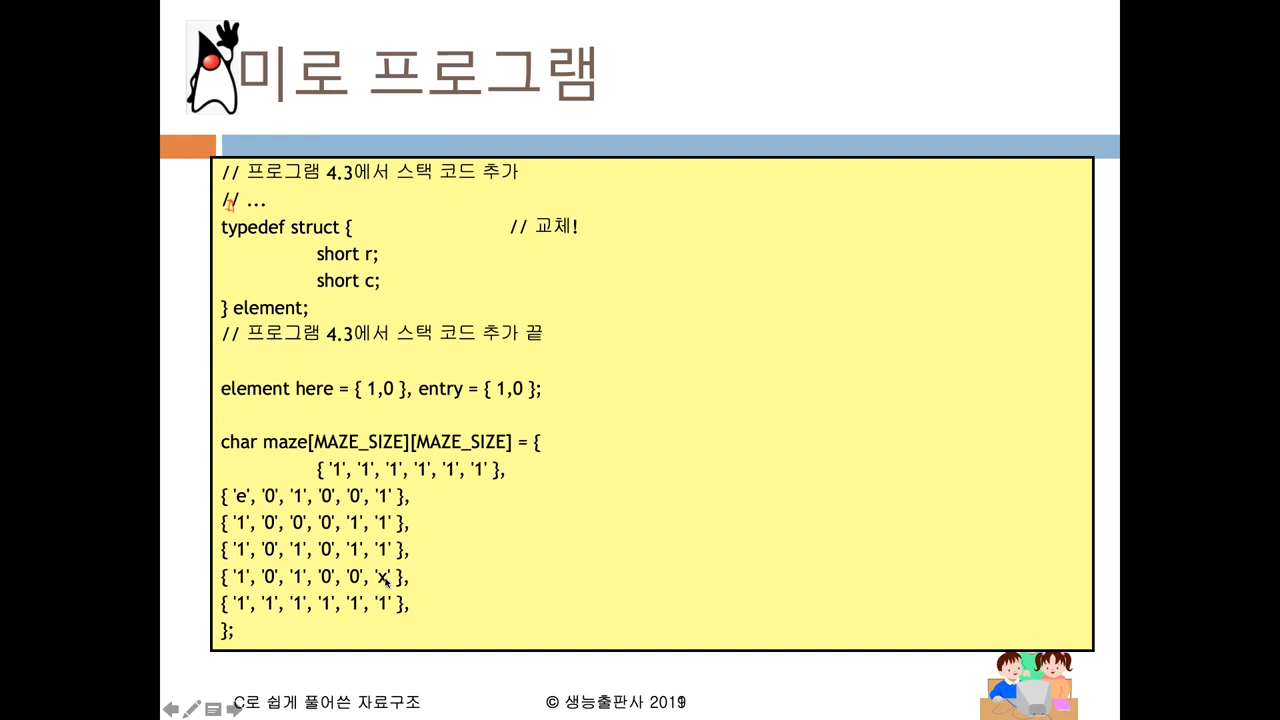 미로 프로그램
// 프로그램 4.3에서 스택 코드 추가
// ...
typedef struct { // 교체!
short r;
short c;
} element;
// 프로그램 4.3에서 스택 코드 추가 끝
element here = { 1,0 }, entry = { 1,0 };
char maze[MAZE_SIZE][MAZE_SIZE] = {
{ '1', '1', '1', '1', '1', '1' },
{ 'e', '0', '1', '0', '0', '1' },
{ '1', '0', '0', '0', '1', '1' },
{ '1', '0', '1', '0', '1', '1' },
{ '1', '0', '1', '0', '0', 'x' },
{ '1', '1', '1', '1', '1', '1' },
};
C로 쉽게 풀어쓴 자료구조 © 생능출판사 2019